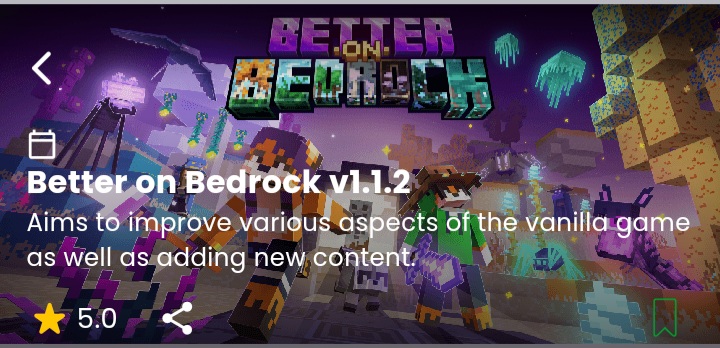 BETTER
ON
BEDROCK
Better on Bedrock v1.1.2
Aims to improve various aspects of the vanilla game
as well as adding new content.
5.0